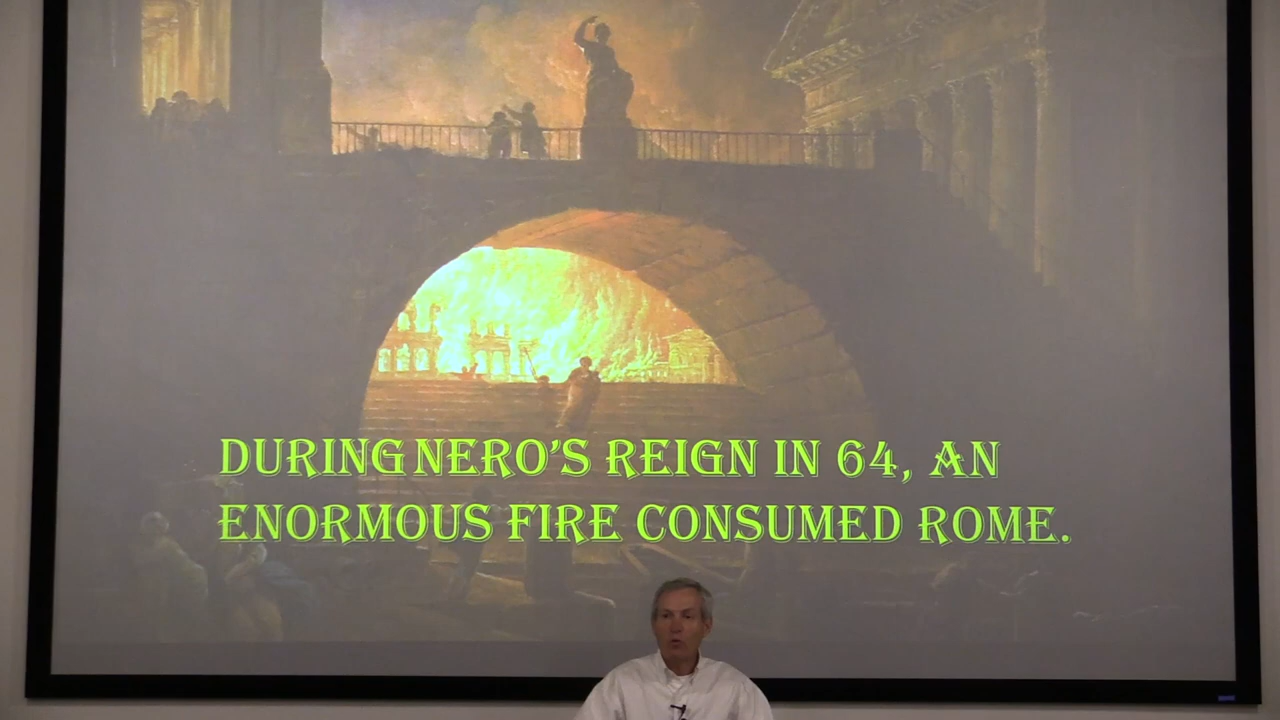 DURING NERO'S REIGN IN 64, AN
ENORMOUS FIRE CONSUMED ROME.